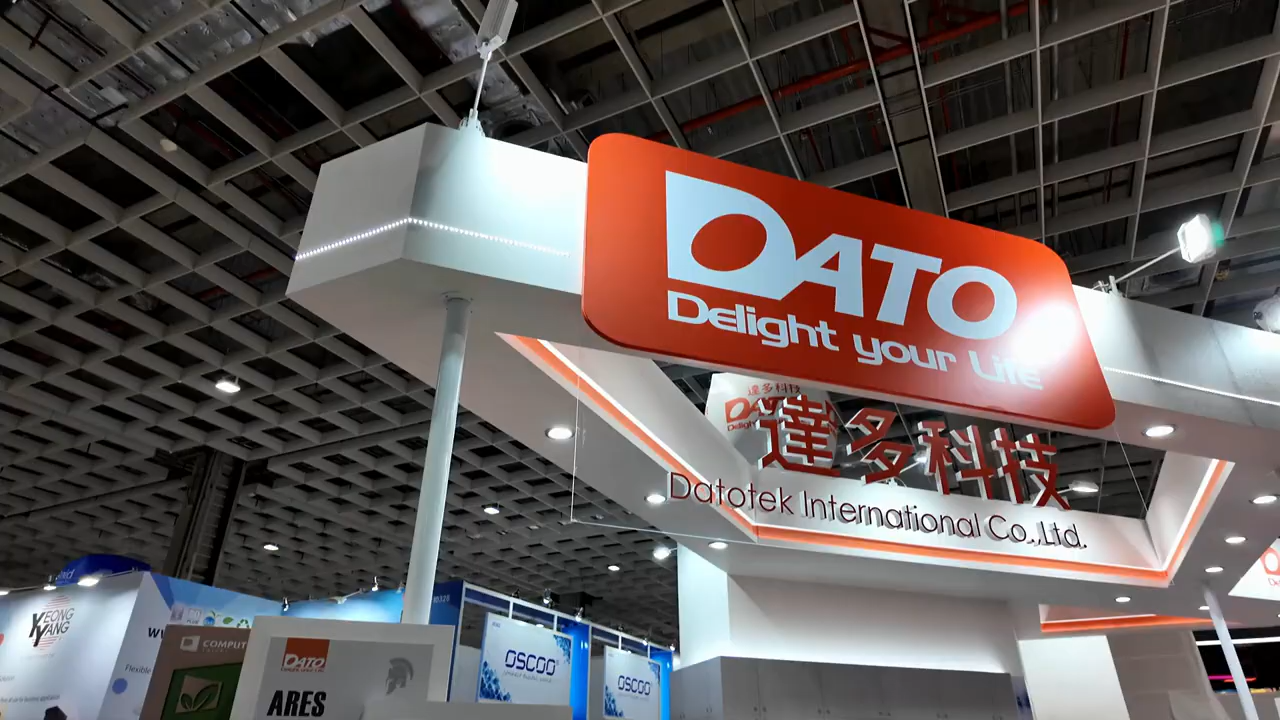 DATO
Delight your Life
達多科技
DATO
Delight
達多科技
Datotek International Co.,Ltd.
YEONG
YANG
Flexible
COMPUT
DATO
ARES
OSCOO
OSCOO